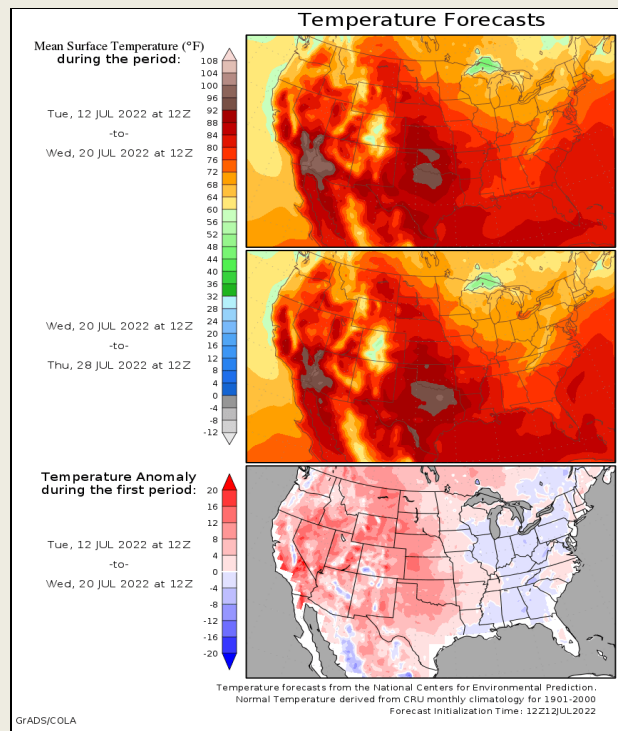 Temperature Forecasts
Mean Surface Temperature (°F)
during the period:
Tue, 12 JUL 2022 at 12Z
-to-
Wed, 20 JUL 2022 at 12Z
108
104
100
96
92
88
84
80
76
72
68
64
60
56
52
48
44
40
36
32
28
24
20
16
12
8
4
0
-4
-8
-12
Wed, 20 JUL 2022 at 12Z
-to-
Thu, 28 JUL 2022 at 12Z
Temperature Anomaly
during the first period:
Tue, 12 JUL 2022 at 12Z
-to-
Wed, 20 JUL 2022 at 12Z
20
16
12
8
4
0
-4
-8
-12
-16
-20
Temperature forecasts from the National Centers for Environmental Prediction.
Normal Temperature derived from CRU monthly climatology for 1901-2000
Forecast Initialization Time: 12Z12JUL2022
GrADS/COLA